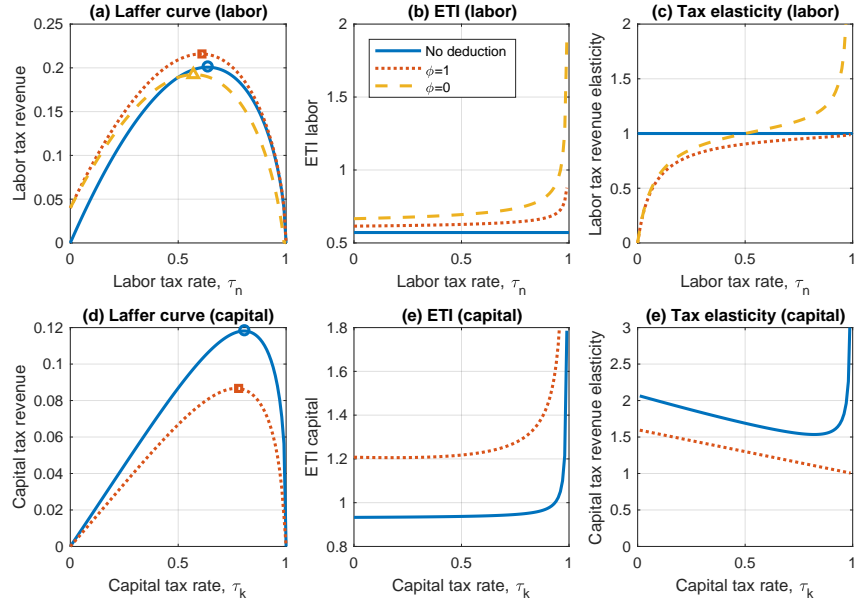 (a) Laffer curve (labor)
Labor tax revenue
0.25
0.2
0.15
0.1
0.05
0
0
0.5
1
Labor tax rate, τn
(b) ETI (labor)
ETI labor
2
1.5
1
0.5
No deduction
ϕ=1
ϕ=0
0
0.5
1
Labor tax rate, τn
(c) Tax elasticity (labor)
Labor tax revenue elasticity
2
1.5
1
0.5
0
0
0.5
1
Labor tax rate, τn
(d) Laffer curve (capital)
Capital tax revenue
0.12
0.1
0.08
0.06
0.04
0.02
0
0
0.5
1
Capital tax rate, τk
(e) ETI (capital)
ETI capital
1.8
1.6
1.4
1.2
1
0.8
0
0.5
1
Capital tax rate, τk
(e) Tax elasticity (capital)
Capital tax revenue elasticity
3
2.5
2
1.5
1
0.5
0
0
0.5
1
Capital tax rate, τk